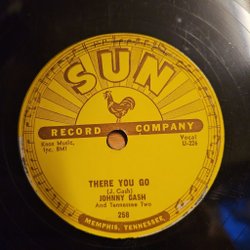 SUN
RECORD COMPANY
Knox Music,
Inc. BMI
Vocal
U-226
THERE YOU GO
(J. Cash)
JOHNNY CASH
And Tennessee Two
258
MEMPHIS, TENNESSEE